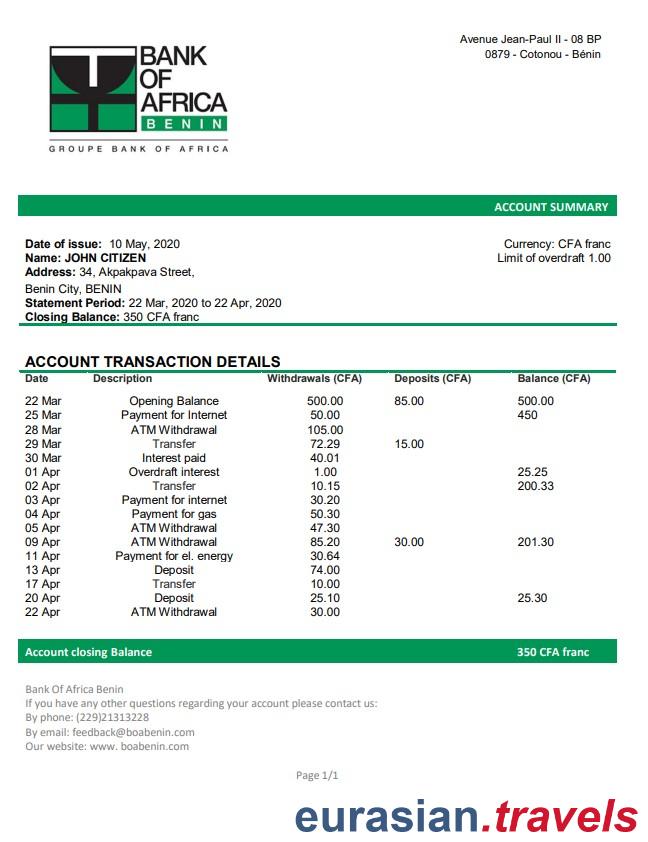 Avenue Jean-Paul II - 08 BP
0879 - Cotonou - Bénin
BANK
OF
AFRICA
BENIN
GROUPE BANK OF AFRICA
ACCOUNT SUMMARY
Date of issue: 10 May, 2020 Currency: CFA franc
Name: JOHN CITIZEN Limit of overdraft 1.00
Address: 34, Akpakpava Street,
Benin City, BENIN
Statement Period: 22 Mar, 2020 to 22 Apr, 2020
Closing Balance: 350 CFA franc
ACCOUNT TRANSACTION DETAILS
Date Description Withdrawals (CFA) Deposits (CFA) Balance (CFA)
22 Mar Opening Balance 500.00 85.00 500.00
25 Mar Payment for Internet 50.00 450
28 Mar ATM Withdrawal 105.00
29 Mar Transfer 72.29 15.00
30 Mar Interest paid 40.01
01 Apr Overdraft interest 1.00 25.25
02 Apr Transfer 10.15 200.33
03 Apr Payment for internet 30.20
04 Apr Payment for gas 50.30
05 Apr ATM Withdrawal 47.30
09 Apr ATM Withdrawal 85.20 30.00 201.30
11 Apr Payment for el. energy 30.64
13 Apr Deposit 74.00
17 Apr Transfer 10.00
20 Apr Deposit 25.10 25.30
22 Apr ATM Withdrawal 30.00
Account closing Balance 350 CFA franc
Bank Of Africa Benin
If you have any other questions regarding your account please contact us:
By phone: (229)21313228
By email: feedback@boabenin.com
Our website: www. boabenin.com
Page 1/1
eurasian.travels